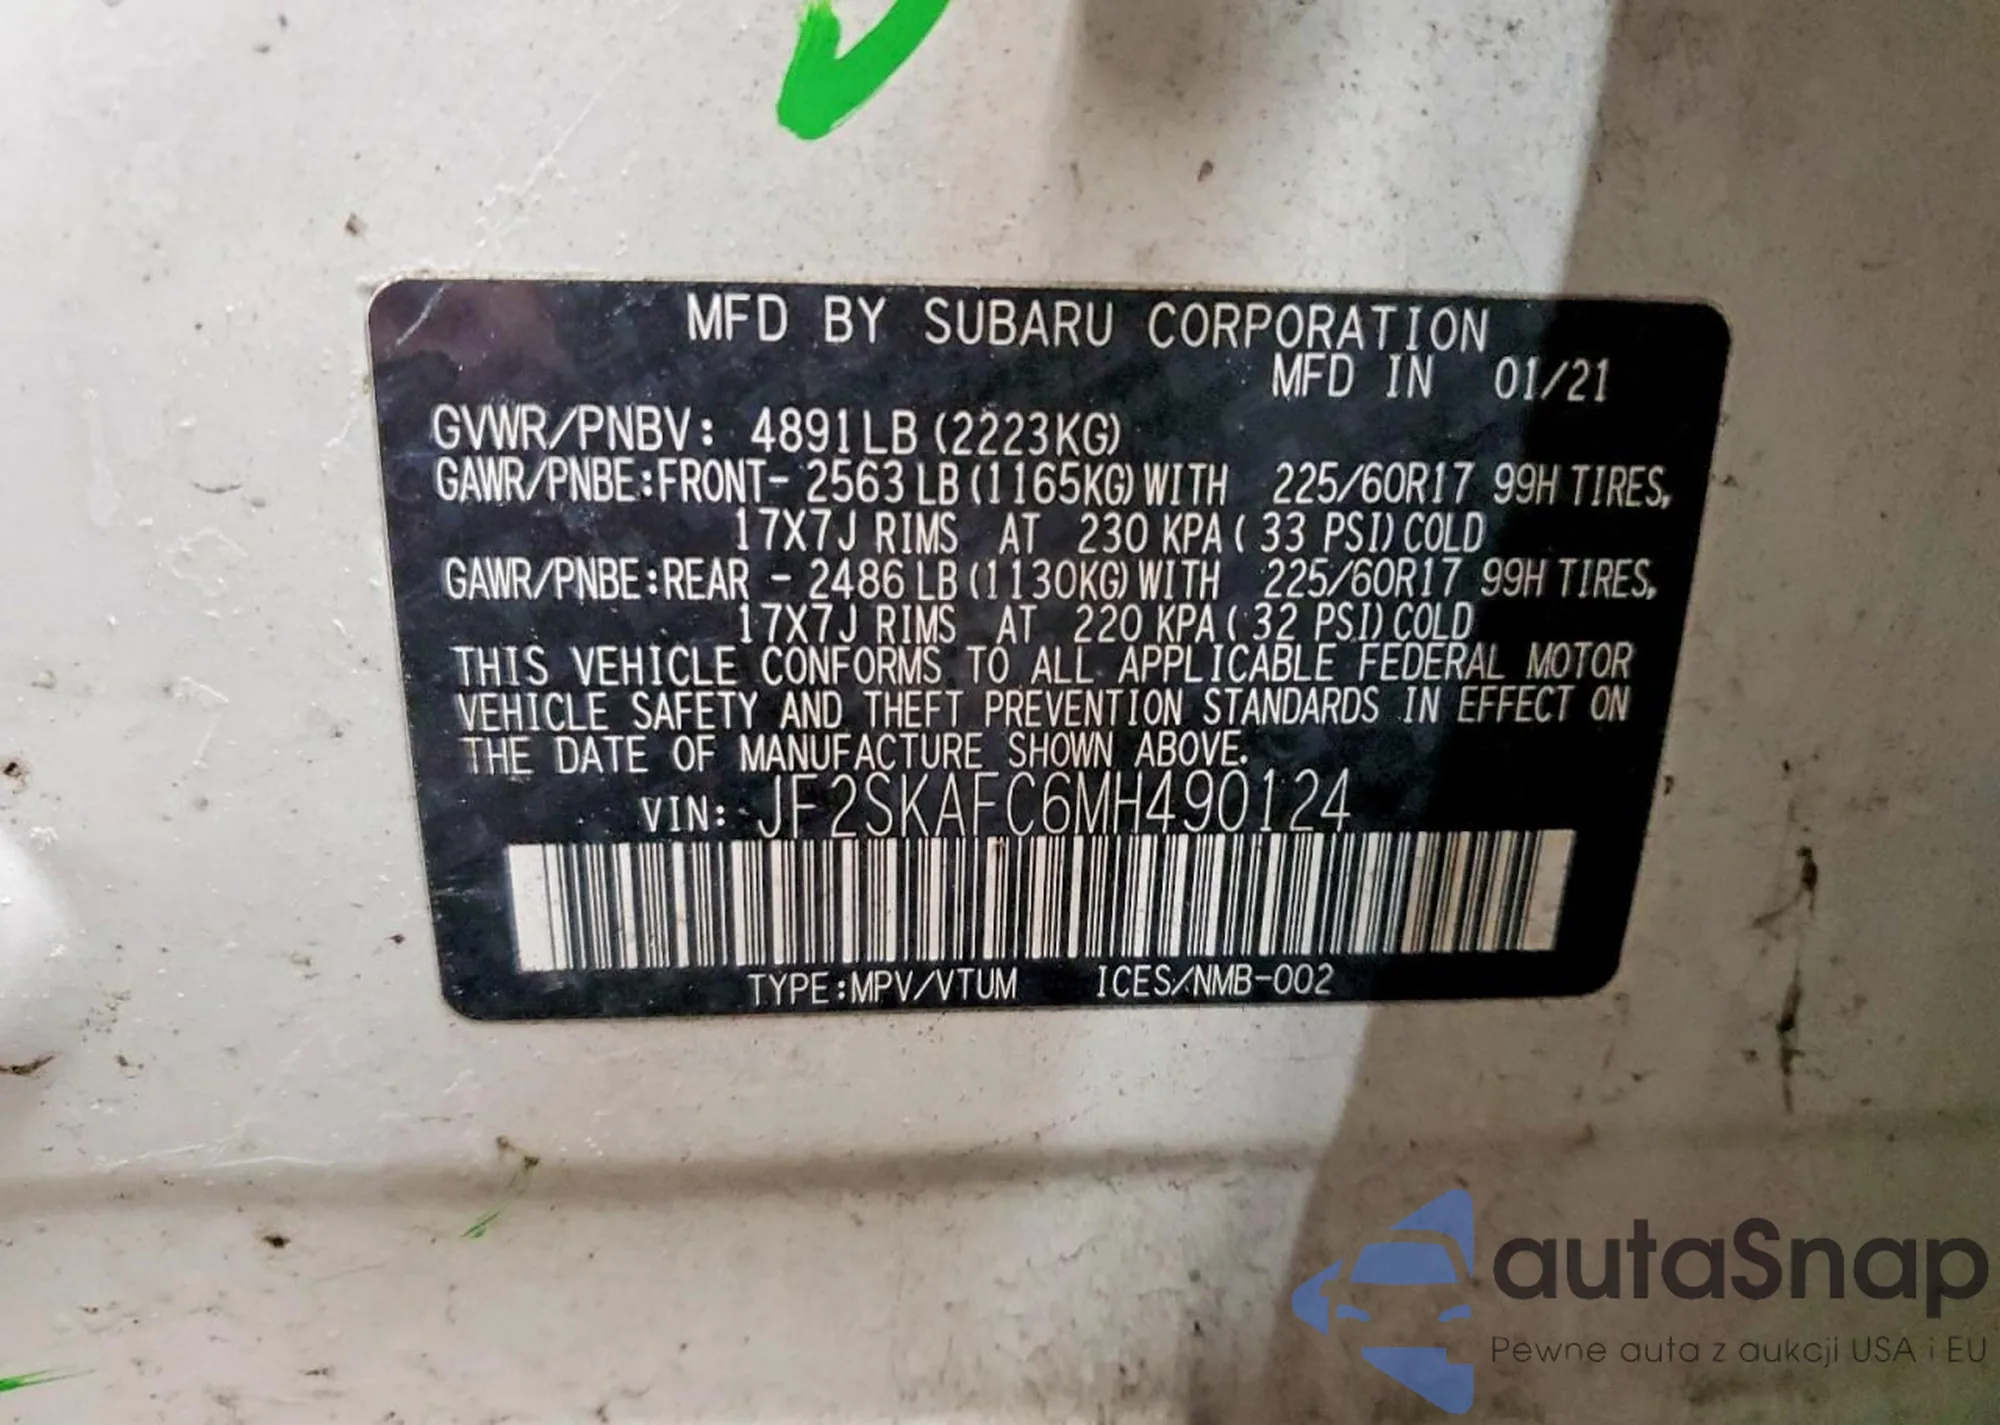 MFD BY SUBARU CORPORATION
MFD IN 01/21
GVWR/PNBV: 4891LB (2223KG)
GAWR/PNBE:FRONT- 2563 LB (1165KG) WITH 225/60R17 99H TIRES,
17X7J RIMS AT 230 KPA ( 33 PSI) COLD
GAWR/PNBE:REAR - 2486 LB (1130KG) WITH 225/60R17 99H TIRES,
17X7J RIMS AT 220 KPA ( 32 PSI) COLD
THIS VEHICLE CONFORMS TO ALL APPLICABLE FEDERAL MOTOR
VEHICLE SAFETY AND THEFT PREVENTION STANDARDS IN EFFECT ON
THE DATE OF MANUFACTURE SHOWN ABOVE.
VIN: JF2SKAFC6MH490124
TYPE:MPV/VTUM ICES/NMB-002
autaSnap
Pewne auta z aukcji USA i EU